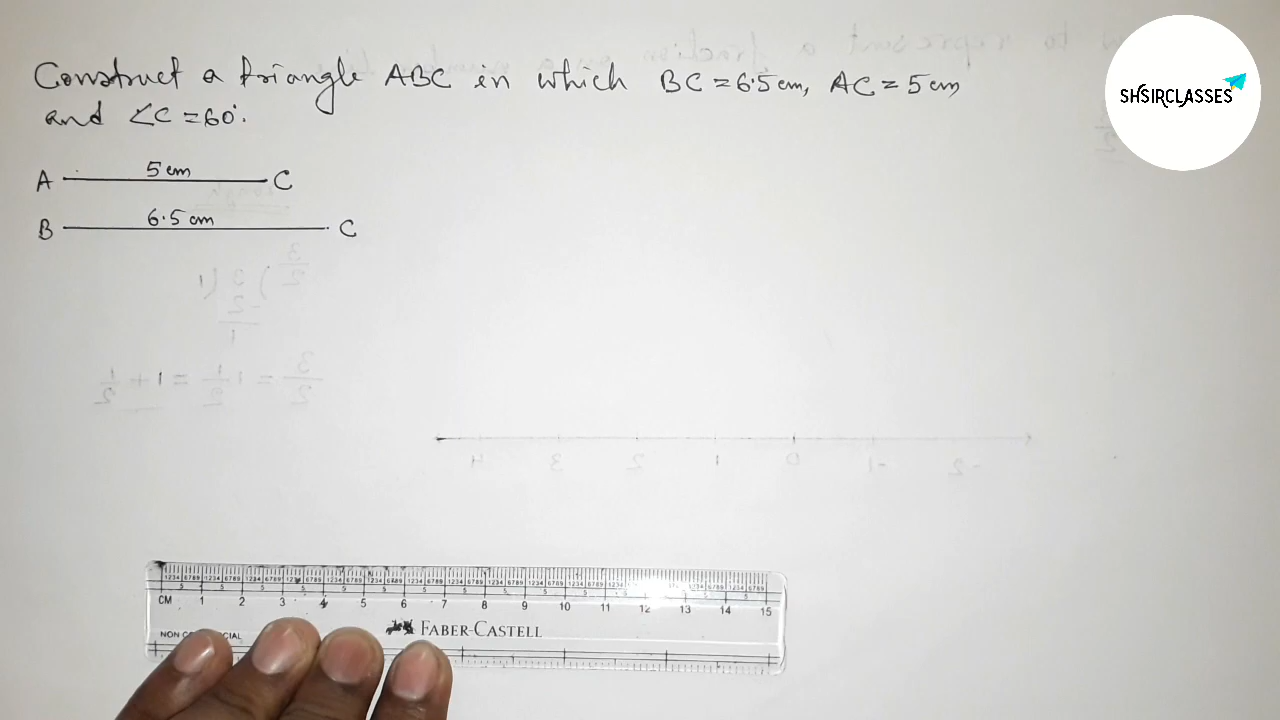 Construct a triangle ABC in which BC = 6.5 cm, AC = 5 cm
and ∠C = 60°.
SHSIRCLASSES
A 5 cm C
B 6.5 cm C
CM 1 2 3 4 5 6 7 8 9 10 11 12 13 14 15
FABER-CASTELL